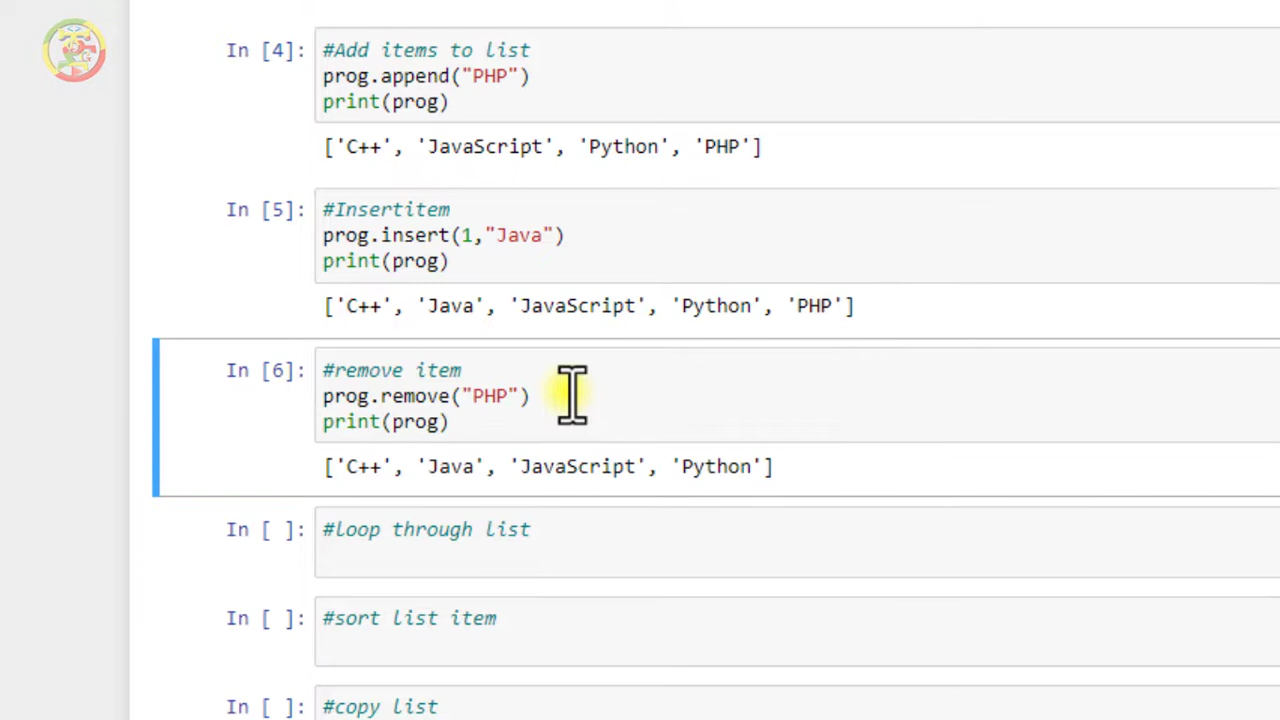 In [4]: #Add items to list
prog.append("PHP")
print(prog)
['C++', 'JavaScript', 'Python', 'PHP']
In [5]: #Insertitem
prog.insert(1,"Java")
print(prog)
['C++', 'Java', 'JavaScript', 'Python', 'PHP']
In [6]: #remove item
prog.remove("PHP")
print(prog)
['C++', 'Java', 'JavaScript', 'Python']
In [ ]: #loop through list
In [ ]: #sort list item
In [ ]: #copy list